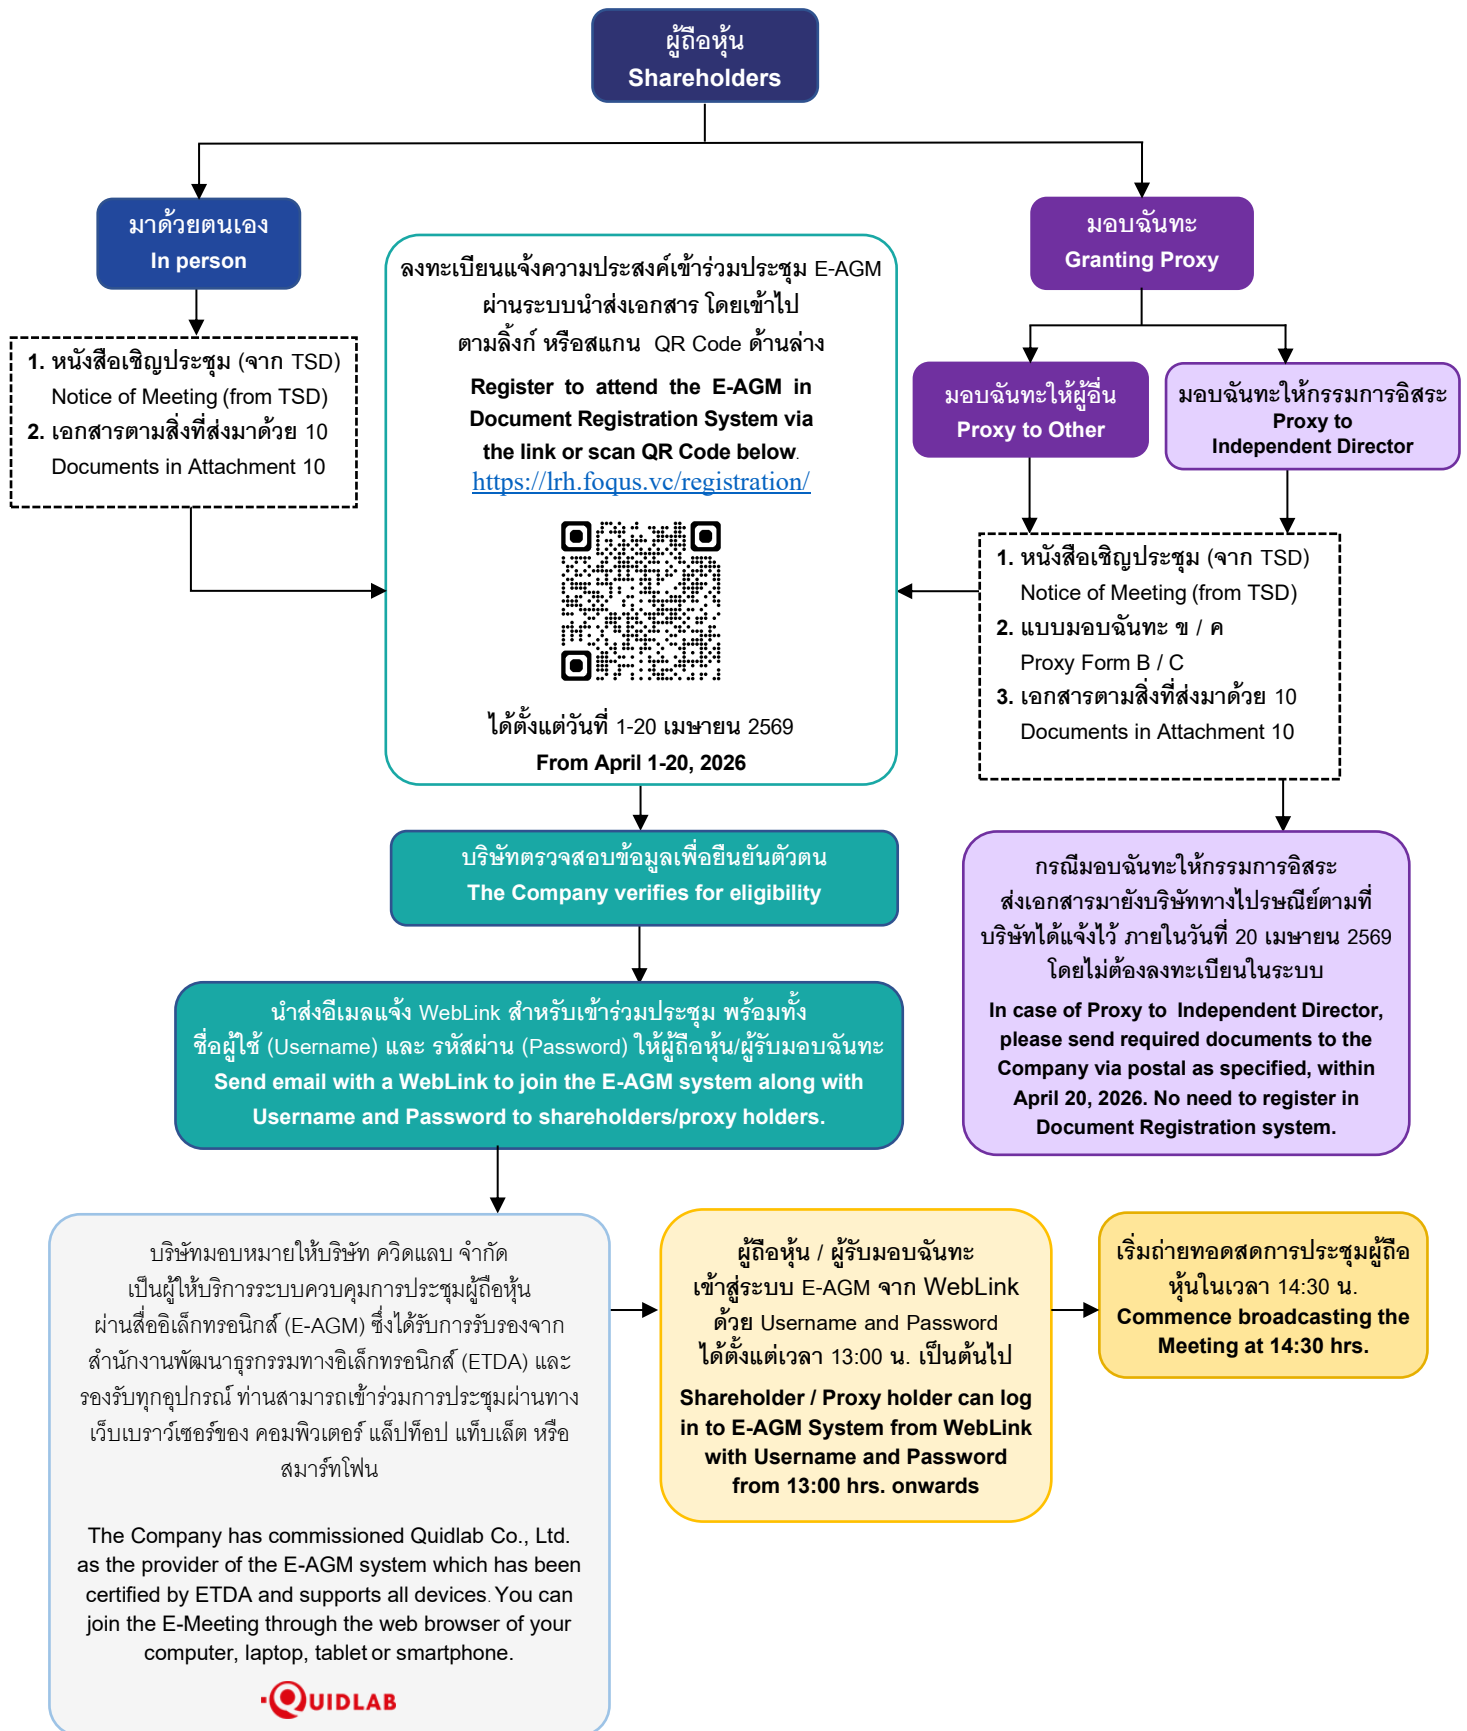 ผู้ถือหุ้น
Shareholders
มาด้วยตนเอง
In person
มอบฉันทะ
Granting Proxy
1. หนังสือเชิญประชุม (จาก TSD)
Notice of Meeting (from TSD)
2. เอกสารตามสิ่งที่ส่งมาด้วย 10
Documents in Attachment 10
ลงทะเบียนแจ้งความประสงค์เข้าร่วมประชุม E-AGM
ผ่านระบบนำส่งเอกสาร โดยเข้าไป
ตามลิ้งก์ หรือสแกน QR Code ด้านล่าง
Register to attend the E-AGM in
Document Registration System via
the link or scan QR Code below.
https://lrh.foqus.vc/registration/
ได้ตั้งแต่วันที่ 1-20 เมษายน 2569
From April 1-20, 2026
มอบฉันทะให้ผู้อื่น
Proxy to Other
มอบฉันทะให้กรรมการอิสระ
Proxy to
Independent Director
1. หนังสือเชิญประชุม (จาก TSD)
Notice of Meeting (from TSD)
2. แบบมอบฉันทะ ข / ค
Proxy Form B / C
3. เอกสารตามสิ่งที่ส่งมาด้วย 10
Documents in Attachment 10
บริษัทตรวจสอบข้อมูลเพื่อยืนยันตัวตน
The Company verifies for eligibility
กรณีมอบฉันทะให้กรรมการอิสระ
ส่งเอกสารมายังบริษัททางไปรษณีย์ตามที่
บริษัทได้แจ้งไว้ ภายในวันที่ 20 เมษายน 2569
โดยไม่ต้องลงทะเบียนในระบบ
In case of Proxy to Independent Director,
please send required documents to the
Company via postal as specified, within
April 20, 2026. No need to register in
Document Registration system.
นำส่งอีเมลแจ้ง WebLink สำหรับเข้าร่วมประชุม พร้อมทั้ง
ชื่อผู้ใช้ (Username) และ รหัสผ่าน (Password) ให้ผู้ถือหุ้น/ผู้รับมอบฉันทะ
Send email with a WebLink to join the E-AGM system along with
Username and Password to shareholders/proxy holders.
บริษัทมอบหมายให้บริษัท ควิดแลบ จำกัด
เป็นผู้ให้บริการระบบควบคุมการประชุมผู้ถือหุ้น
ผ่านสื่ออิเล็กทรอนิกส์ (E-AGM) ซึ่งได้รับการรับรองจาก
สำนักงานพัฒนาธุรกรรมทางอิเล็กทรอนิกส์ (ETDA) และ
รองรับทุกอุปกรณ์ ท่านสามารถเข้าร่วมการประชุมผ่านทาง
เว็บเบราว์เซอร์ของ คอมพิวเตอร์ แล็ปท็อป แท็บเล็ต หรือ
สมาร์ทโฟน
The Company has commissioned Quidlab Co., Ltd.
as the provider of the E-AGM system which has been
certified by ETDA and supports all devices. You can
join the E-Meeting through the web browser of your
computer, laptop, tablet or smartphone.
QUIDLAB
ผู้ถือหุ้น / ผู้รับมอบฉันทะ
เข้าสู่ระบบ E-AGM จาก WebLink
ด้วย Username and Password
ได้ตั้งแต่เวลา 13:00 น. เป็นต้นไป
Shareholder / Proxy holder can log
in to E-AGM System from WebLink
with Username and Password
from 13:00 hrs. onwards
เริ่มถ่ายทอดสดการประชุมผู้ถือ
หุ้นในเวลา 14:30 น.
Commence broadcasting the
Meeting at 14:30 hrs.